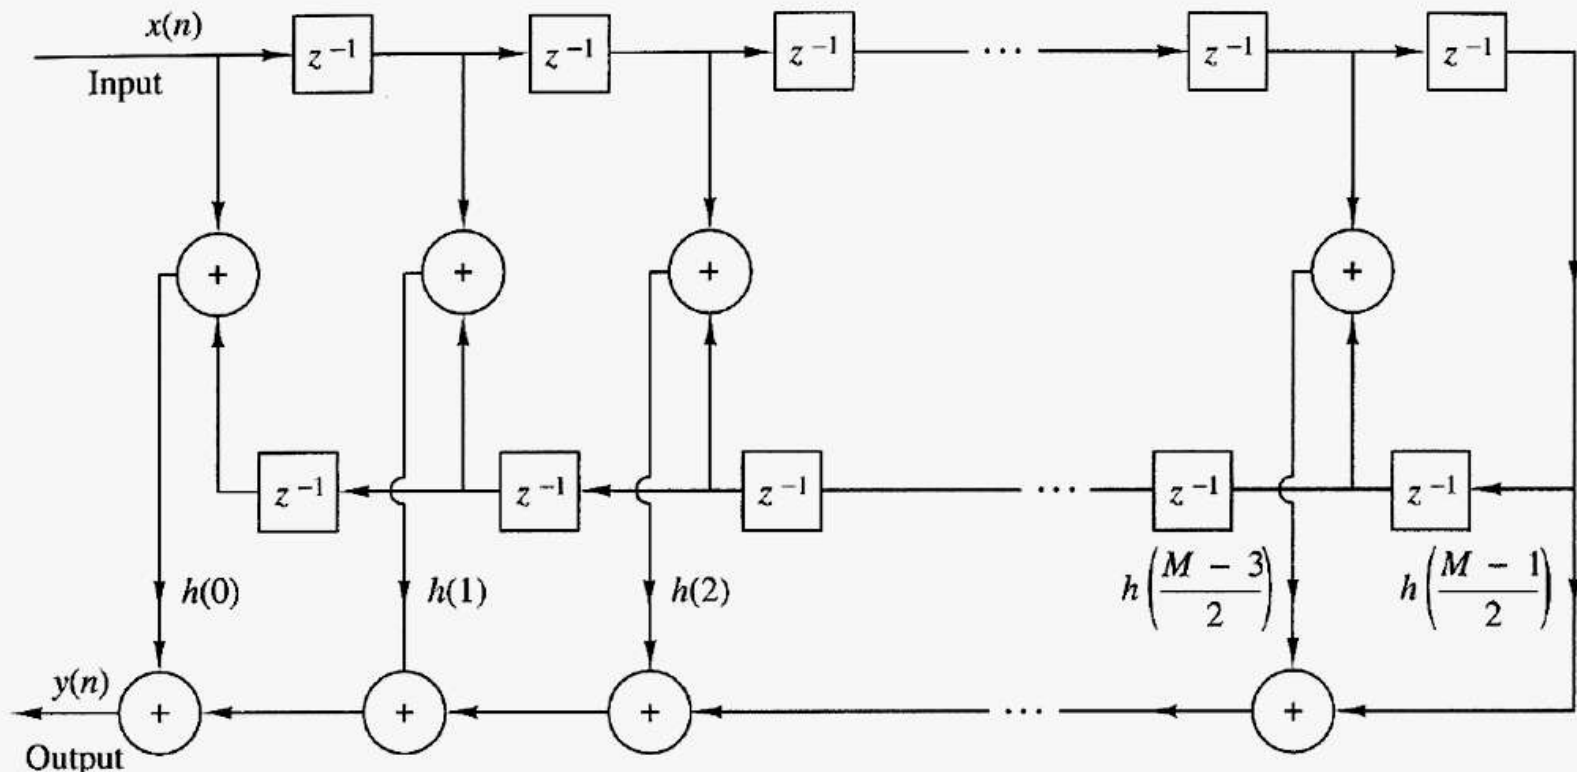 x(n)
Input
z⁻¹ z⁻¹ z⁻¹ ... z⁻¹ z⁻¹
+ + + +
z⁻¹ z⁻¹ z⁻¹ ... z⁻¹ z⁻¹
h(0) h(1) h(2) h((M − 3)/2) h((M − 1)/2)
y(n)
+ + + ... +
Output